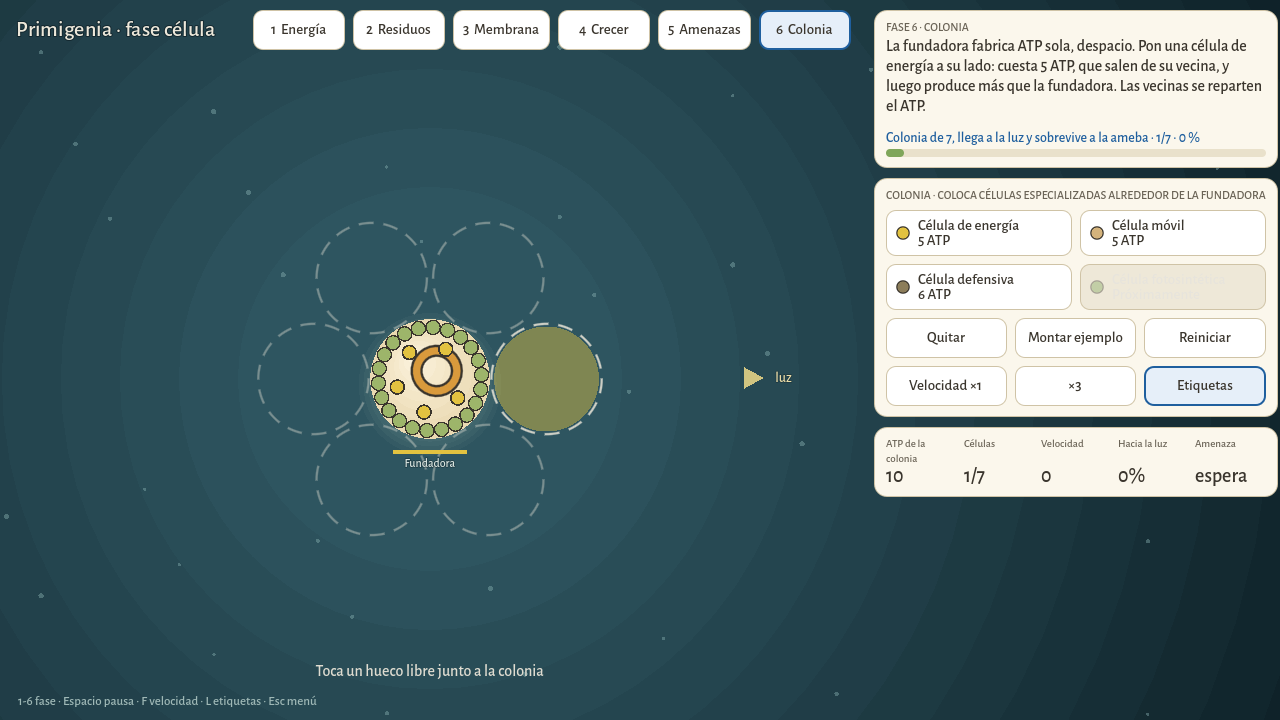 Primigenia · fase célula
1 Energía
2 Residuos
3 Membrana
4 Crecer
5 Amenazas
6 Colonia
FASE 6 · COLONIA
La fundadora fabrica ATP sola, despacio. Pon una célula de
energía a su lado: cuesta 5 ATP, que salen de su vecina, y
luego produce más que la fundadora. Las vecinas se reparten
el ATP.
Colonia de 7, llega a la luz y sobrevive a la ameba · 1/7 · 0 %
COLONIA · COLOCA CÉLULAS ESPECIALIZADAS ALREDEDOR DE LA FUNDADORA
Célula de energía
5 ATP
Célula móvil
5 ATP
Célula defensiva
6 ATP
Quitar
Montar ejemplo
Reiniciar
Velocidad ×1
×3
Etiquetas
ATP de la
colonia
10
Células
1/7
Velocidad
0
Hacia la luz
0%
Amenaza
espera
luz
Fundadora
Toca un hueco libre junto a la colonia
1-6 fase · Espacio pausa · F velocidad · L etiquetas · Esc menú